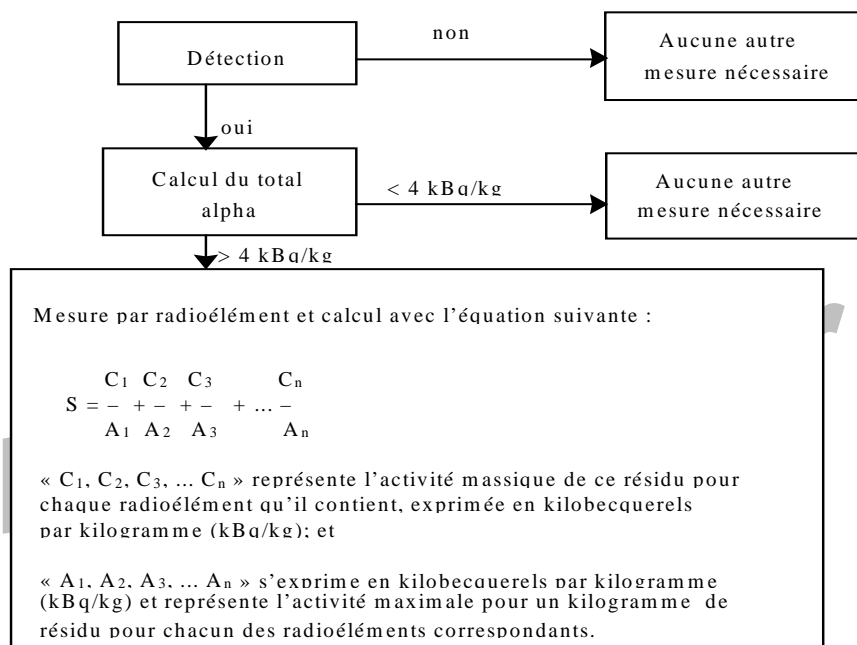 Détection
non
Aucune autre
mesure nécessaire
oui
Calcul du total
alpha
< 4 kBq/kg
Aucune autre
mesure nécessaire
> 4 kBq/kg
Mesure par radioélément et calcul avec l’équation suivante :
C₁ C₂ C₃ Cₙ
S = – + – + – + ... –
A₁ A₂ A₃ Aₙ
« C₁, C₂, C₃, ... Cₙ » représente l’activité massique de ce résidu pour
chaque radioélément qu’il contient, exprimée en kilobecquerels
par kilogramme (kBq/kg); et
« A₁, A₂, A₃, ... Aₙ » s’exprime en kilobecquerels par kilogramme
(kBq/kg) et représente l’activité maximale pour un kilogramme de
résidu pour chacun des radioéléments correspondants.